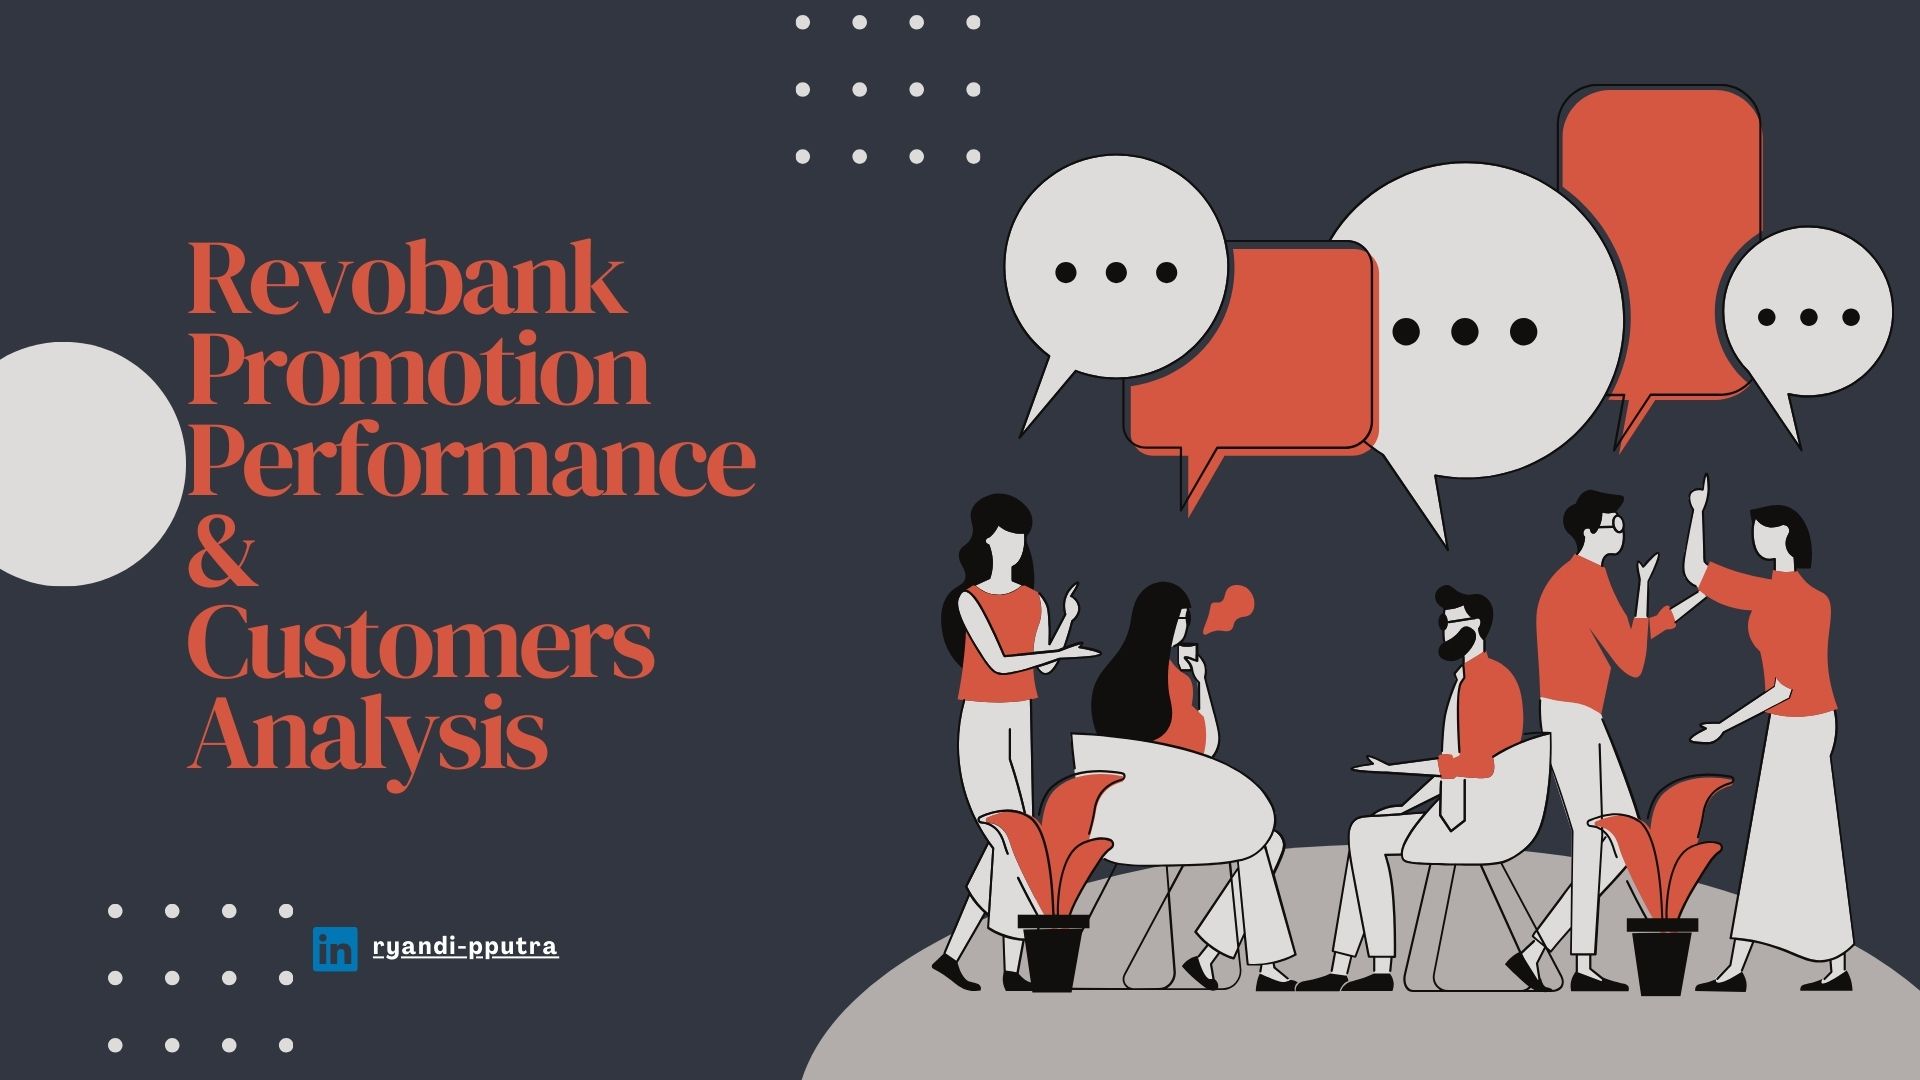 Revobank
Promotion
Performance
&
Customers
Analysis
in ryandi-pputra